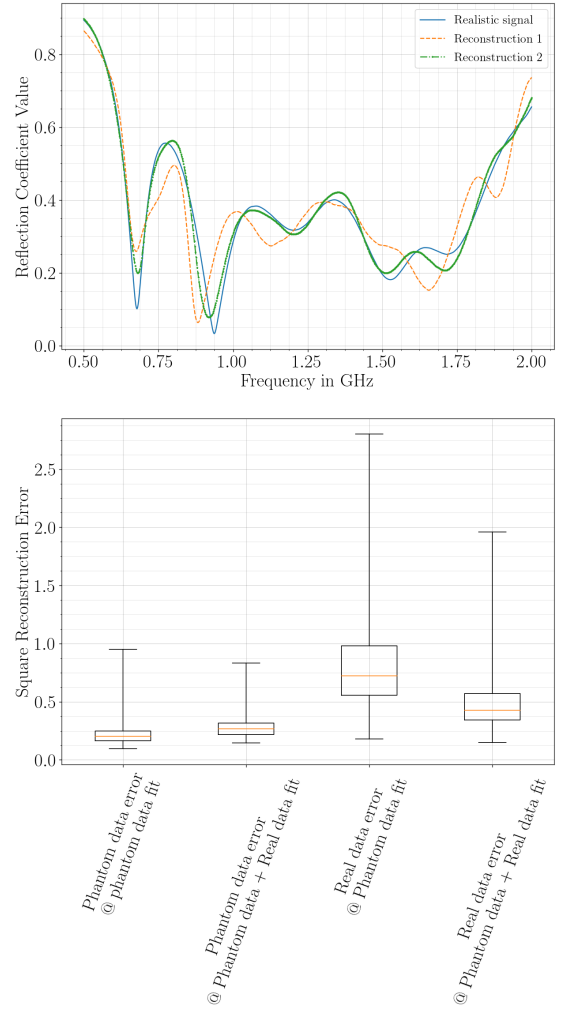 Realistic signal
Reconstruction 1
Reconstruction 2
Reflection Coefficient Value
0.8
0.6
0.4
0.2
0.0
0.50
0.75
1.00
1.25
1.50
1.75
2.00
Frequency in GHz
Square Reconstruction Error
2.5
2.0
1.5
1.0
0.5
0.0
Phantom data error
@ phantom data fit
Phantom data error
@ Phantom data + Real data fit
Real data error
@ Phantom data fit
Real data error
@ Phantom data + Real data fit